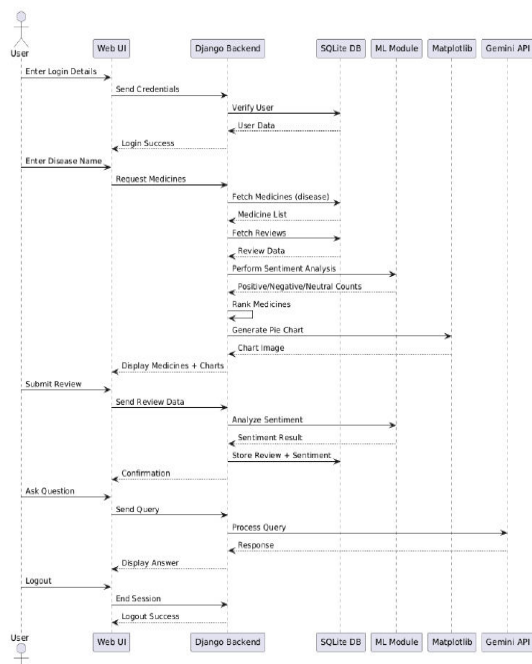 User
Web UI Django Backend SQLite DB ML Module Matplotlib Gemini API
Enter Login Details
Send Credentials
Verify User
User Data
Login Success
Enter Disease Name
Request Medicines
Fetch Medicines (disease)
Medicine List
Fetch Reviews
Review Data
Perform Sentiment Analysis
Positive/Negative/Neutral Counts
Rank Medicines
Generate Pie Chart
Chart Image
Display Medicines + Charts
Submit Review
Send Review Data
Analyze Sentiment
Sentiment Result
Store Review + Sentiment
Confirmation
Ask Question
Send Query
Process Query
Response
Display Answer
Logout
End Session
Logout Success
User
Web UI Django Backend SQLite DB ML Module Matplotlib Gemini API